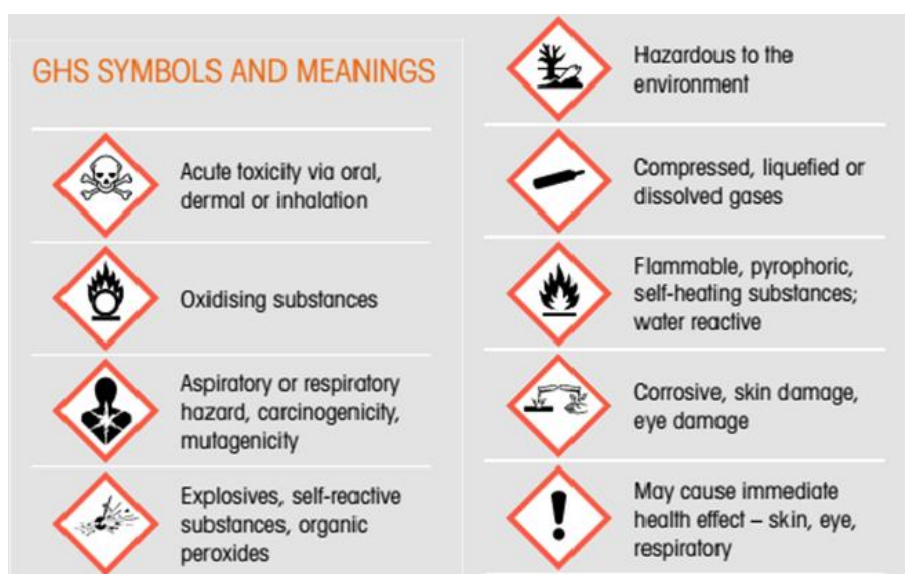 GHS SYMBOLS AND MEANINGS
Acute toxicity via oral,
dermal or inhalation
Oxidising substances
Aspiratory or respiratory
hazard, carcinogenicity,
mutagenicity
Explosives, self-reactive
substances, organic
peroxides
Hazardous to the
environment
Compressed, liquefied or
dissolved gases
Flammable, pyrophoric,
self-heating substances;
water reactive
Corrosive, skin damage,
eye damage
May cause immediate
health effect – skin, eye,
respiratory